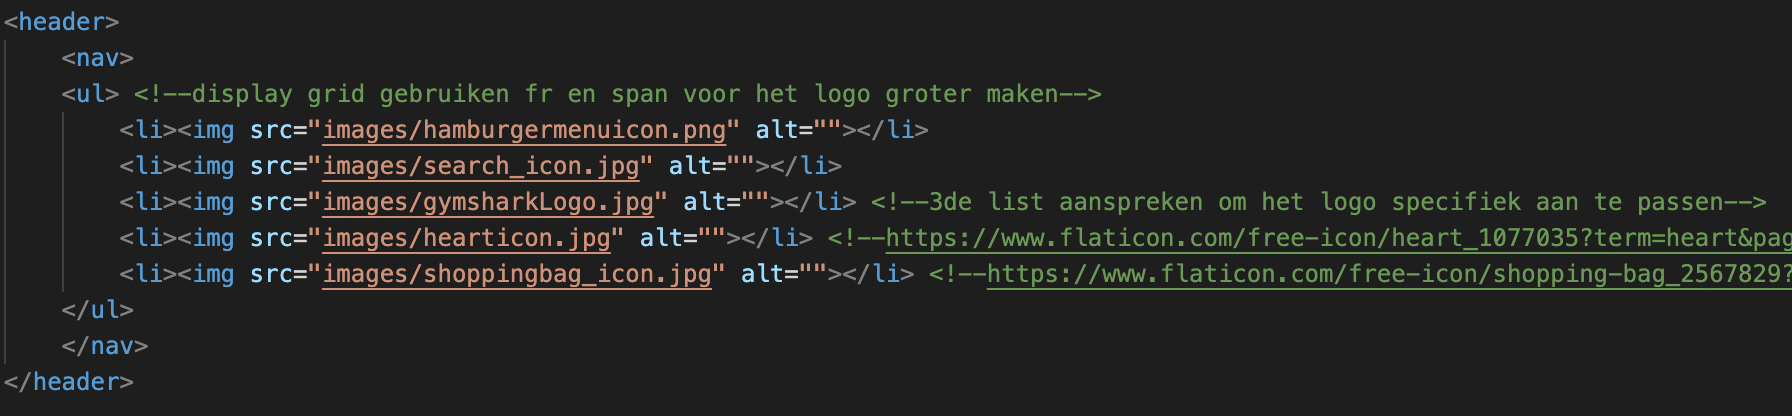 <header>
<nav>
<ul> <!--display grid gebruiken fr en span voor het logo groter maken-->
<li><img src="images/hamburgermenuicon.png" alt=""></li>
<li><img src="images/search_icon.jpg" alt=""></li>
<li><img src="images/gymsharkLogo.jpg" alt=""></li> <!--3de list aanspreken om het logo specifiek aan te passen-->
<li><img src="images/hearticon.jpg" alt=""></li> <!--https://www.flaticon.com/free-icon/heart_1077035?term=heart&pag
<li><img src="images/shoppingbag_icon.jpg" alt=""></li> <!--https://www.flaticon.com/free-icon/shopping-bag_2567829?
</ul>
</nav>
</header>